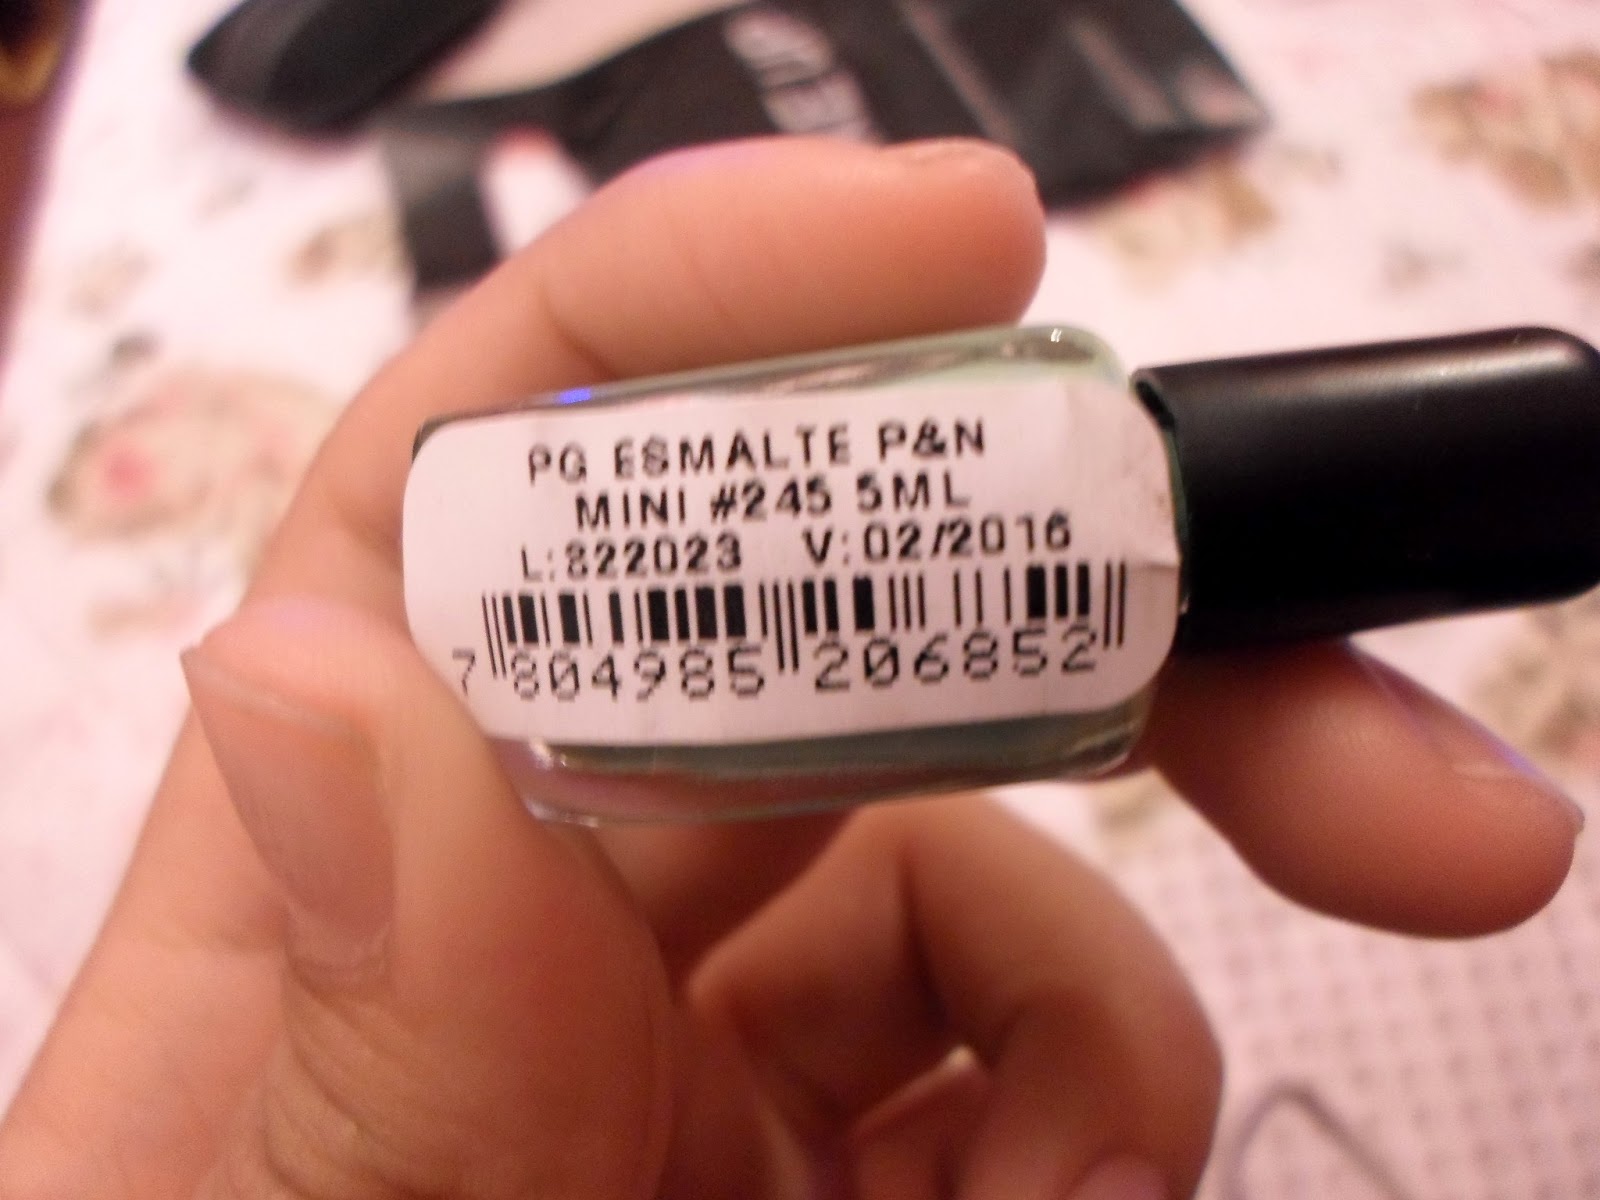 PG ESMALTE P&N
MINI #245 5ML
L:822023 V:02/2016
7 804985 206852